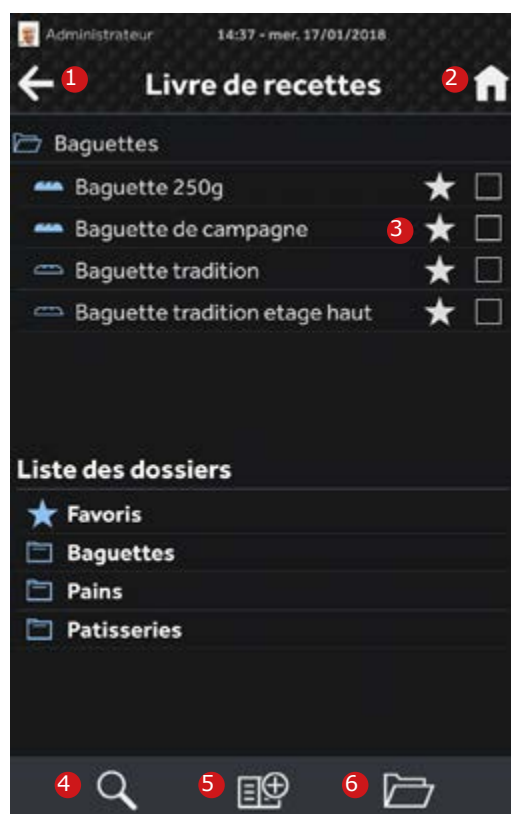 Administrateur 14:37 - mer. 17/01/2018
1 Livre de recettes 2
Baguettes
Baguette 250g
Baguette de campagne 3
Baguette tradition
Baguette tradition etage haut
Liste des dossiers
Favoris
Baguettes
Pains
Patisseries
4 5 6